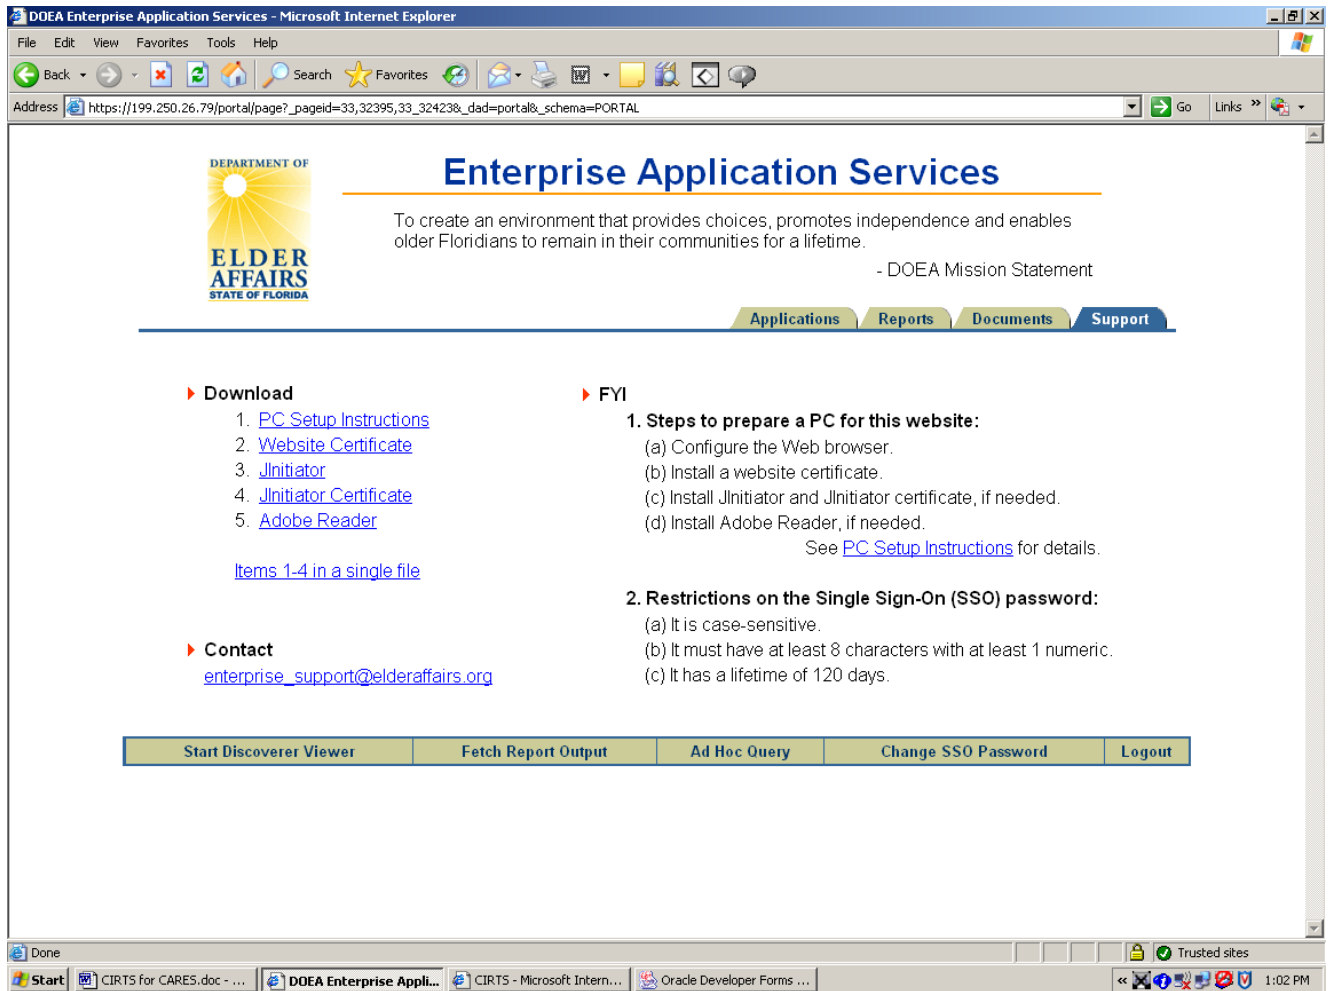 DOEA Enterprise Application Services - Microsoft Internet Explorer
File Edit View Favorites Tools Help
Back Search Favorites
Address https://199.250.26.79/portal/page?_pageid=33,32395,33_32423&_dad=portal&_schema=PORTAL Go Links »
DEPARTMENT OF
ELDER
AFFAIRS
STATE OF FLORIDA
Enterprise Application Services
To create an environment that provides choices, promotes independence and enables
older Floridians to remain in their communities for a lifetime.
- DOEA Mission Statement
Applications Reports Documents Support
Download
1. PC Setup Instructions
2. Website Certificate
3. JInitiator
4. JInitiator Certificate
5. Adobe Reader
Items 1-4 in a single file
Contact
enterprise_support@elderaffairs.org
FYI
1. Steps to prepare a PC for this website:
(a) Configure the Web browser.
(b) Install a website certificate.
(c) Install JInitiator and JInitiator certificate, if needed.
(d) Install Adobe Reader, if needed.
See PC Setup Instructions for details.
2. Restrictions on the Single Sign-On (SSO) password:
(a) It is case-sensitive.
(b) It must have at least 8 characters with at least 1 numeric.
(c) It has a lifetime of 120 days.
Start Discoverer Viewer Fetch Report Output Ad Hoc Query Change SSO Password Logout
Done Trusted sites
Start CIRTS for CARES.doc - ... DOEA Enterprise Appli... CIRTS - Microsoft Intern... Oracle Developer Forms ... « 1:02 PM